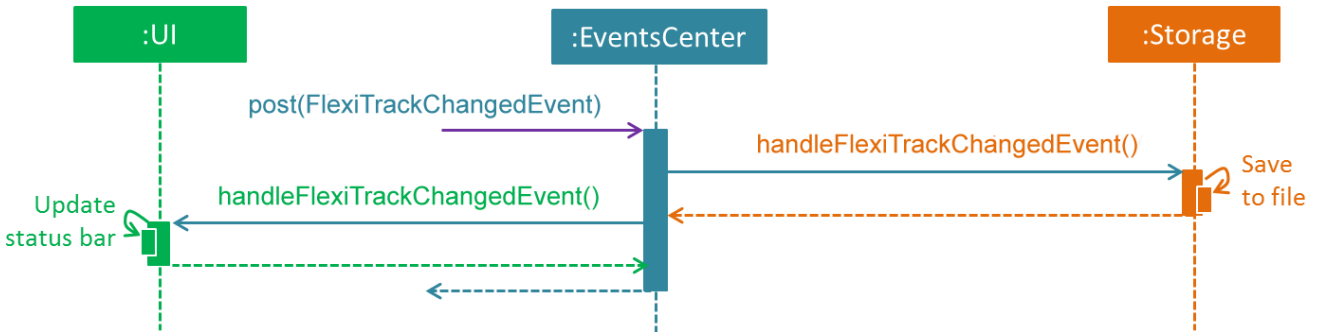 :UI
:EventsCenter
:Storage
post(FlexiTrackChangedEvent)
handleFlexiTrackChangedEvent()
Save
to file
handleFlexiTrackChangedEvent()
Update
status bar